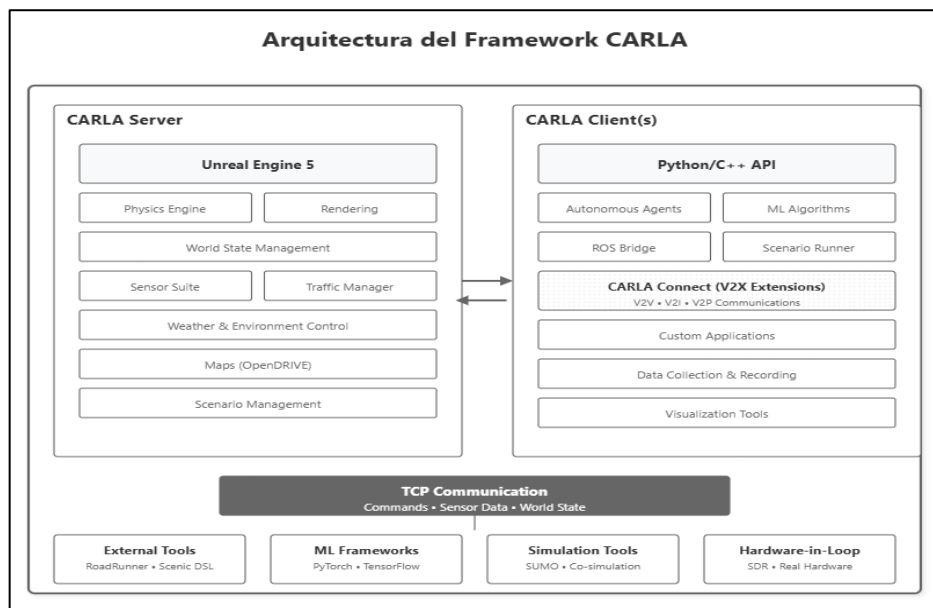 Arquitectura del Framework CARLA
CARLA Server
Unreal Engine 5
Physics Engine
Rendering
World State Management
Sensor Suite
Traffic Manager
Weather & Environment Control
Maps (OpenDRIVE)
Scenario Management
CARLA Client(s)
Python/C++ API
Autonomous Agents
ML Algorithms
ROS Bridge
Scenario Runner
CARLA Connect (V2X Extensions)
V2V • V2I • V2P Communications
Custom Applications
Data Collection & Recording
Visualization Tools
TCP Communication
Commands • Sensor Data • World State
External Tools
RoadRunner • Scenic DSL
ML Frameworks
PyTorch • TensorFlow
Simulation Tools
SUMO • Co-simulation
Hardware-in-Loop
SDR • Real Hardware